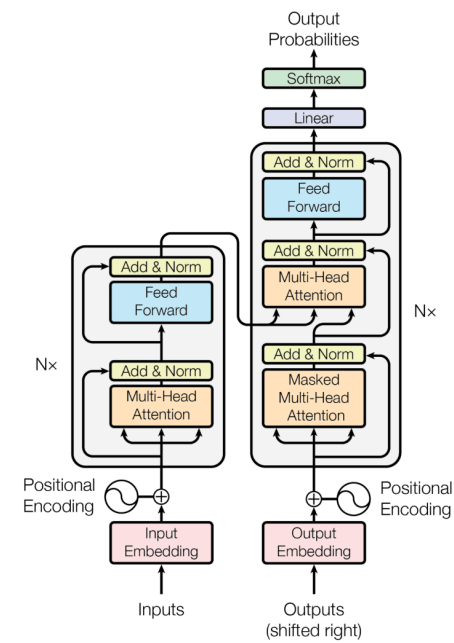 Output
Probabilities
Softmax
Linear
Add & Norm
Feed
Forward
Add & Norm
Multi-Head
Attention
Add & Norm
Masked
Multi-Head
Attention
N×
Positional
Encoding
Output
Embedding
Outputs
(shifted right)
Add & Norm
Feed
Forward
Add & Norm
Multi-Head
Attention
N×
Positional
Encoding
Input
Embedding
Inputs